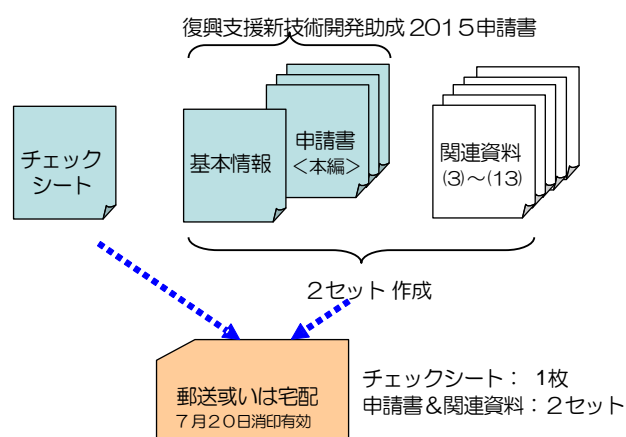 復興支援新技術開発助成 2015申請書
チェック
シート
基本情報
申請書
＜本編＞
関連資料
(3)～(13)
2セット 作成
郵送或いは宅配
7月20日消印有効
チェックシート： 1枚
申請書＆関連資料：2セット